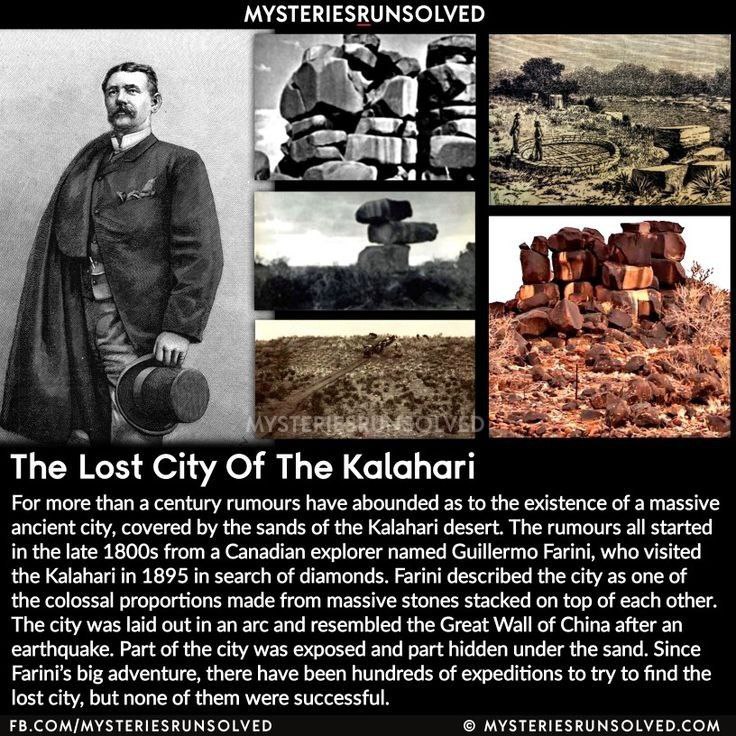 MYSTERIESRUNSOLVED
MYSTERIESRUNSOLVED
The Lost City Of The Kalahari
For more than a century rumours have abounded as to the existence of a massive
ancient city, covered by the sands of the Kalahari desert. The rumours all started
in the late 1800s from a Canadian explorer named Guillermo Farini, who visited
the Kalahari in 1895 in search of diamonds. Farini described the city as one of
the colossal proportions made from massive stones stacked on top of each other.
The city was laid out in an arc and resembled the Great Wall of China after an
earthquake. Part of the city was exposed and part hidden under the sand. Since
Farini's big adventure, there have been hundreds of expeditions to try to find the
lost city, but none of them were successful.
FB.COM/MYSTERIESRUNSOLVED © MYSTERIESRUNSOLVED.COM